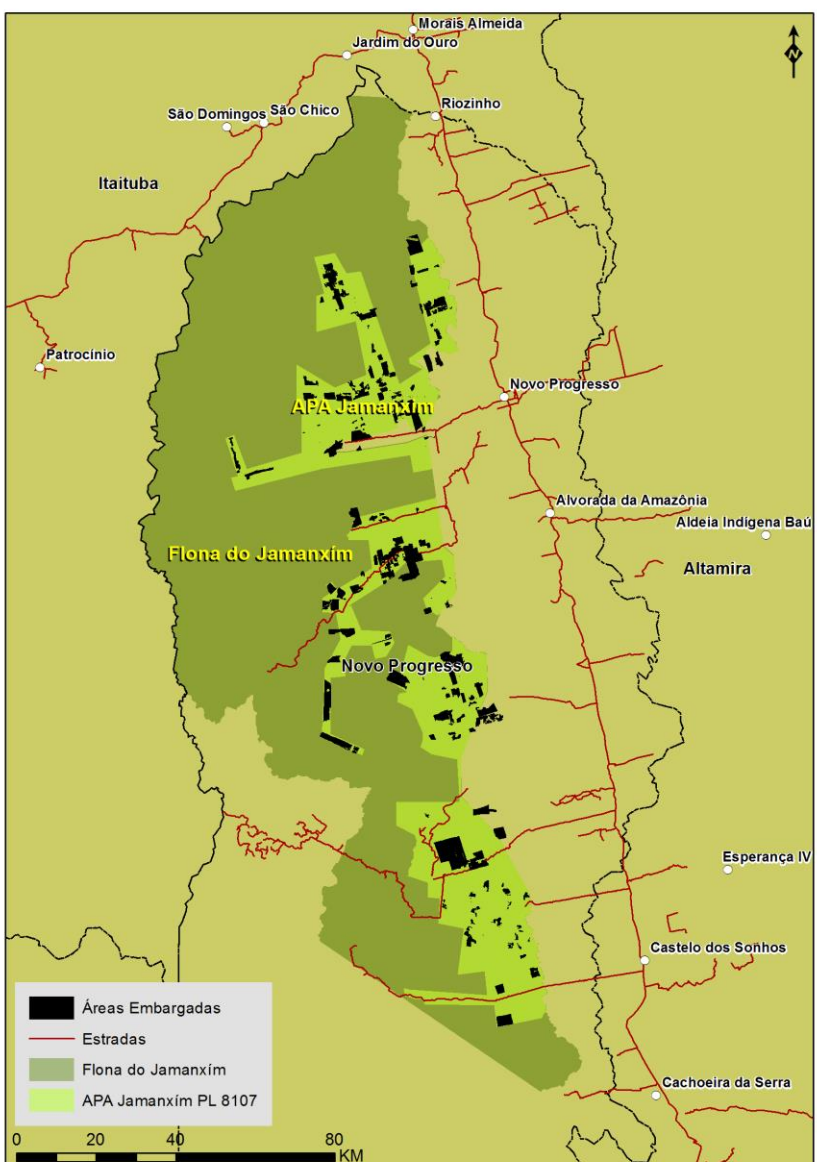 Morais Almeida
Jardim do Ouro
Riozinho
São Domingos
São Chico
Itaituba
Patrocínio
Novo Progresso
APA Jamanxím
Alvorada da Amazônia
Aldeia Indígena Baú
Flona do Jamanxím
Altamira
Novo Progresso
Esperança IV
Castelo dos Sonhos
Cachoeira da Serra
Áreas Embargadas
Estradas
Flona do Jamanxím
APA Jamanxím PL 8107
0 20 40 80
KM
N